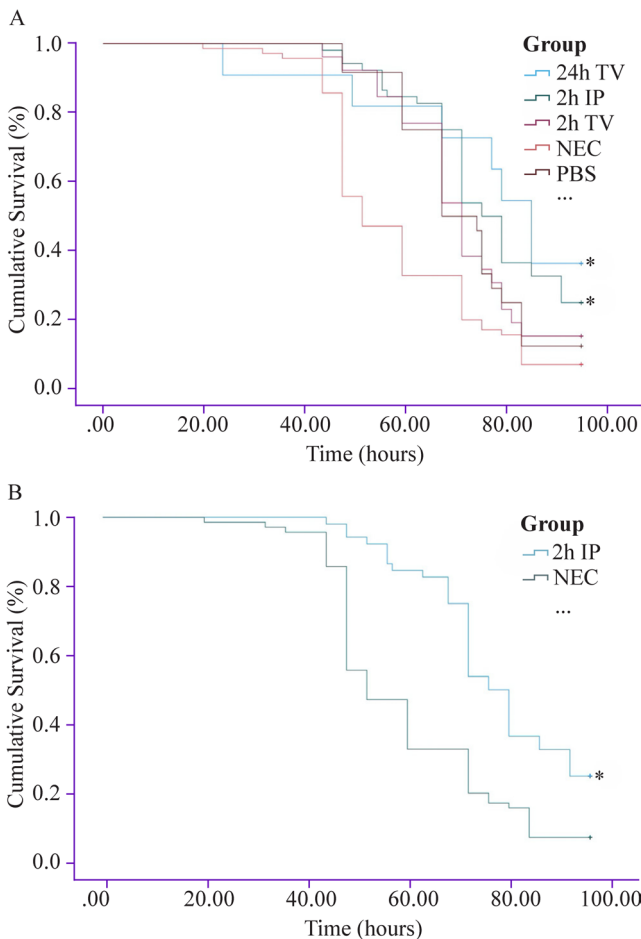 A
Cumulative Survival (%)
1.0
0.8
0.6
0.4
0.2
0.0
Group
24h TV
2h IP
2h TV
NEC
PBS
...
*
*
.00 20.00 40.00 60.00 80.00 100.00
Time (hours)
B
Cumulative Survival (%)
1.0
0.8
0.6
0.4
0.2
0.0
Group
2h IP
NEC
...
*
.00 20.00 40.00 60.00 80.00 100.00
Time (hours)